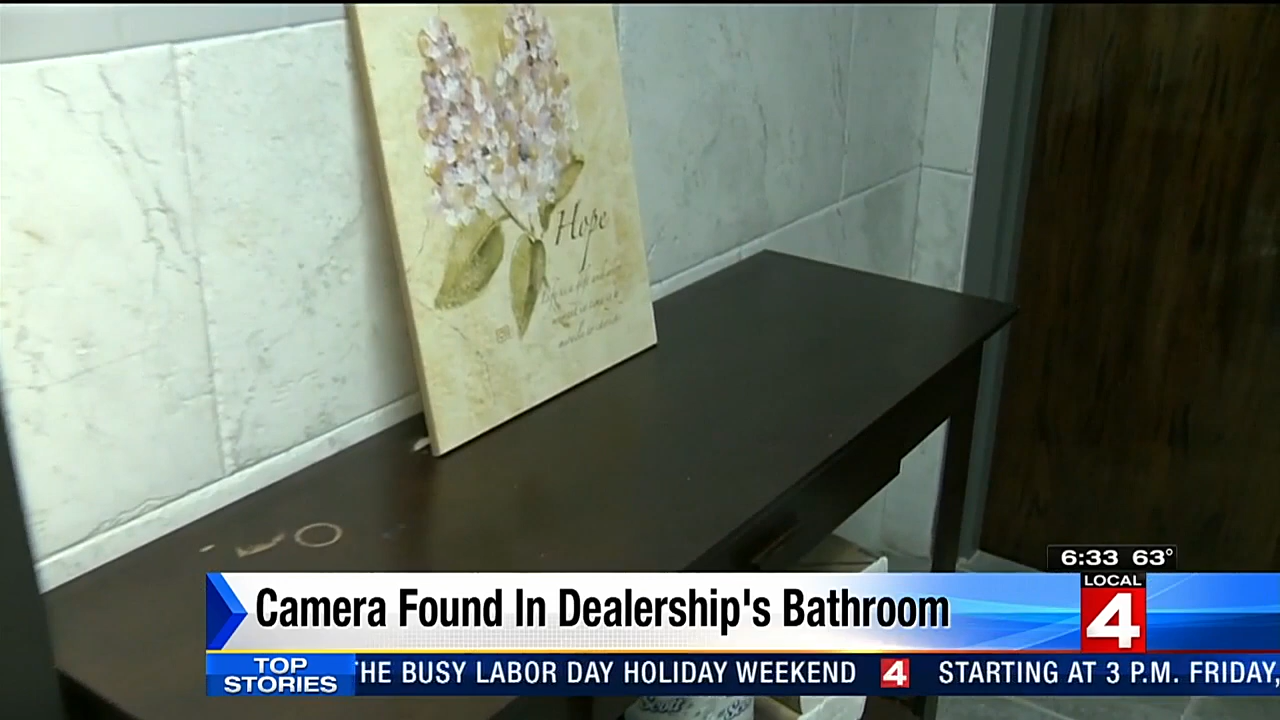 Hope
6:33 63°
LOCAL
4
Camera Found In Dealership's Bathroom
TOP
STORIES
THE BUSY LABOR DAY HOLIDAY WEEKEND 4 STARTING AT 3 P.M. FRIDAY,
Scott